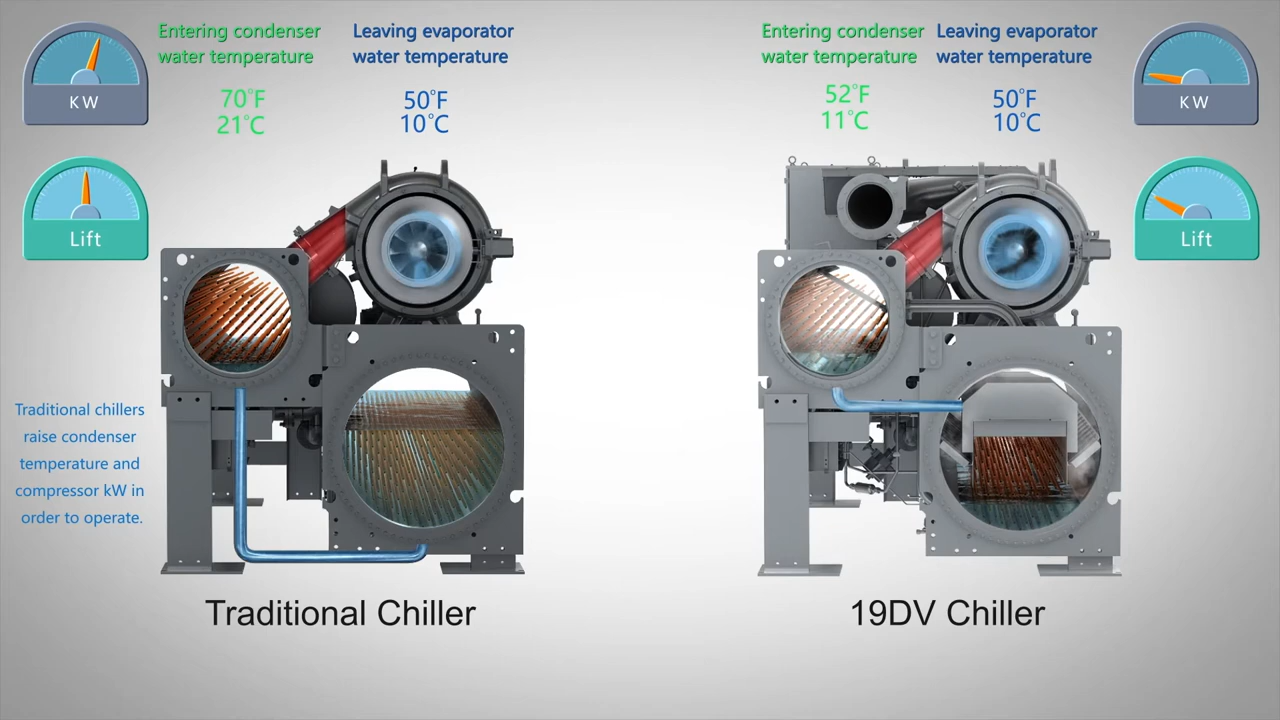 Entering condenser
water temperature
70°F
21°C
Leaving evaporator
water temperature
50°F
10°C
KW
Lift
Traditional chillers
raise condenser
temperature and
compressor kW in
order to operate.
Traditional Chiller
Entering condenser
water temperature
52°F
11°C
Leaving evaporator
water temperature
50°F
10°C
KW
Lift
19DV Chiller